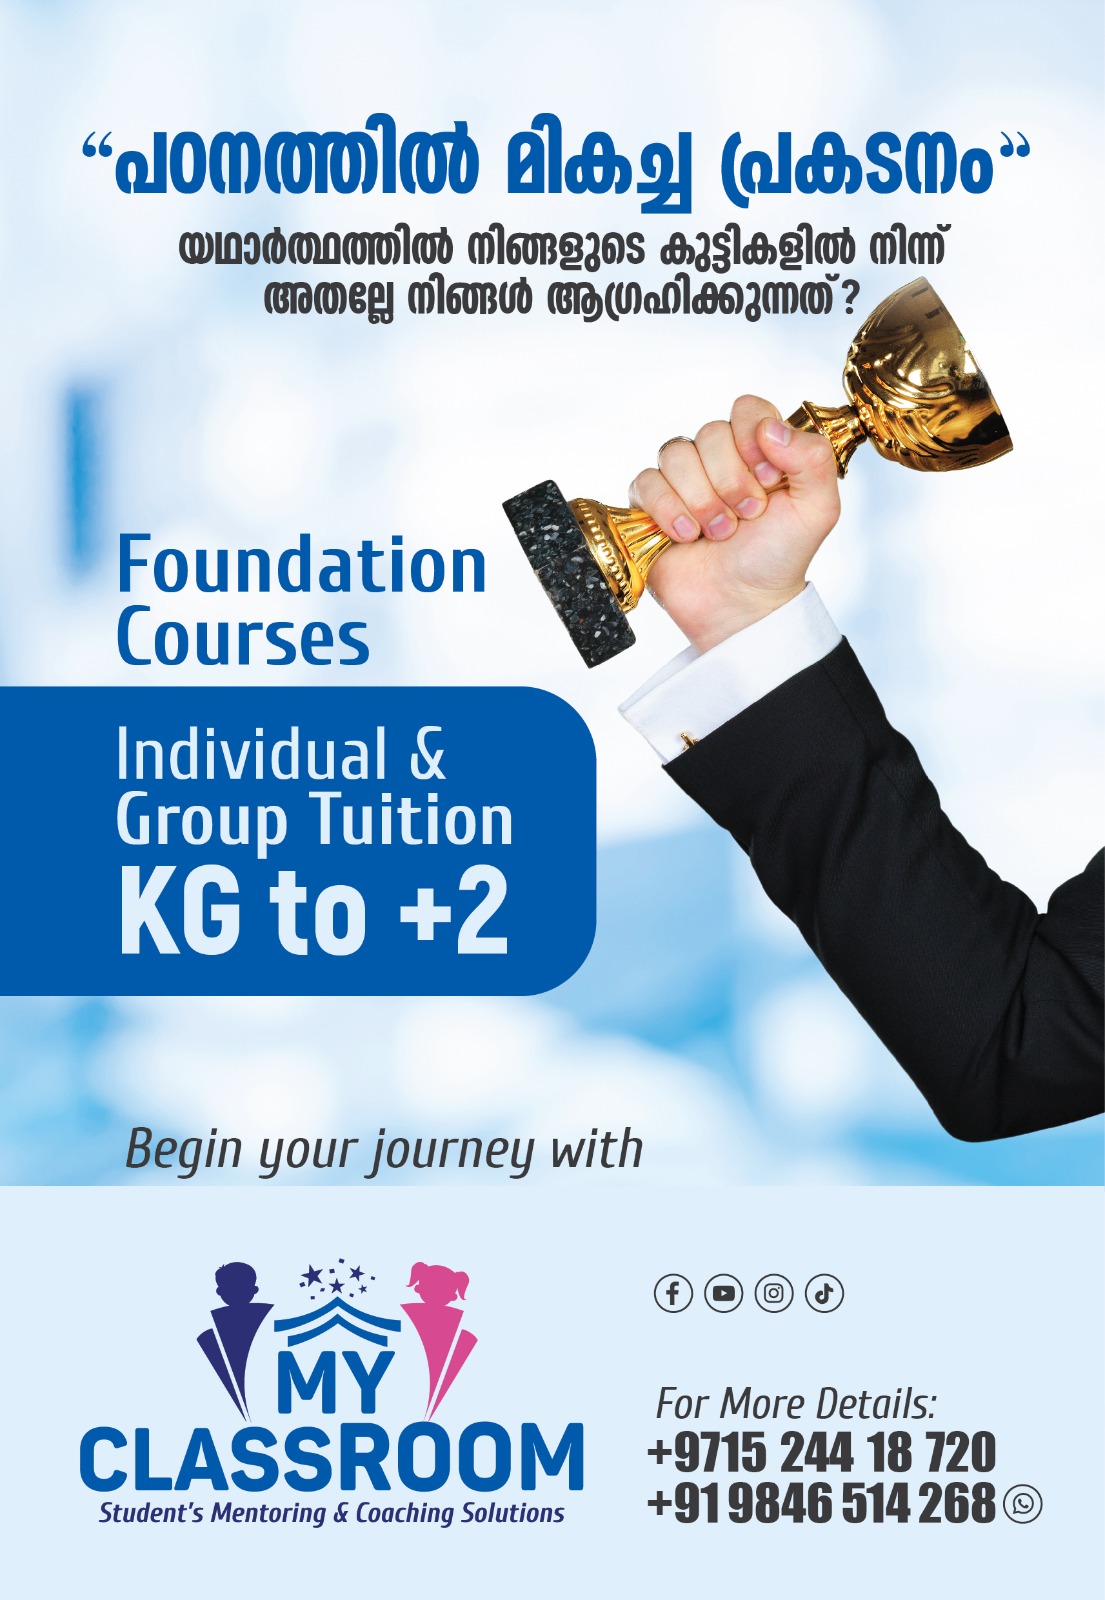 “പഠനത്തിൽ മികച്ച പ്രകടനം”
യഥാർത്ഥത്തിൽ നിങ്ങളുടെ കുട്ടികളിൽ നിന്ന്
അതല്ലേ നിങ്ങൾ ആഗ്രഹിക്കുന്നത്?
Foundation
Courses
Individual &
Group Tuition
KG to +2
Begin your journey with
MY
CLASSROOM
Student's Mentoring & Coaching Solutions
For More Details:
+9715 244 18 720
+91 9846 514 268